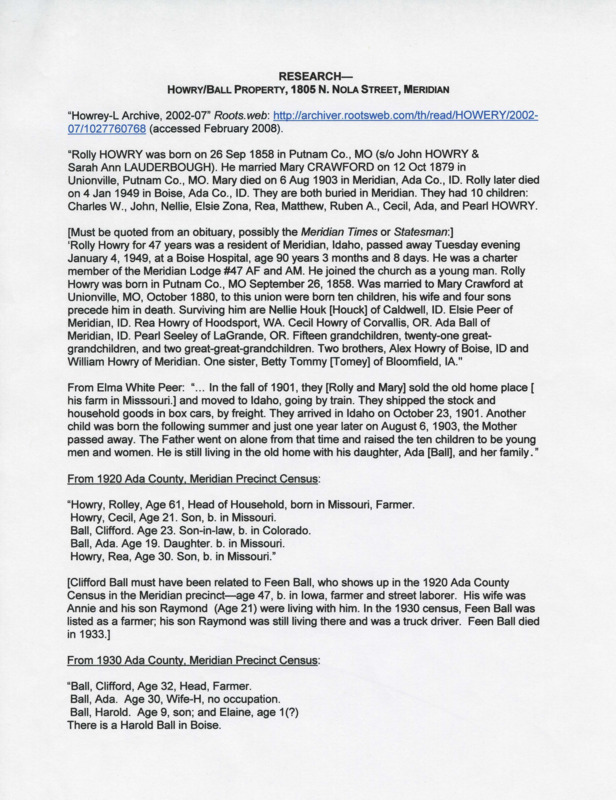 RESEARCH—
HOWRY/BALL PROPERTY, 1805 N. NOLA STREET, MERIDIAN
"Howrey-L Archive, 2002-07" Roots.web: http://archiver.rootsweb.com/th/read/HOWERY/2002-
07/1027760768 (accessed February 2008).
"Rolly HOWRY was born on 26 Sep 1858 in Putnam Co., MO (s/o John HOWRY &
Sarah Ann LAUDERBOUGH). He married Mary CRAWFORD on 12 Oct 1879 in
Unionville, Putnam Co., MO. Mary died on 6 Aug 1903 in Meridian, Ada Co., ID. Rolly later died
on 4 Jan 1949 in Boise, Ada Co., ID. They are both buried in Meridian. They had 10 children:
Charles W., John, Nellie, Elsie Zona, Rea, Matthew, Ruben A., Cecil, Ada, and Pearl HOWRY.
[Must be quoted from an obituary, possibly the Meridian Times or Statesman:]
'Rolly Howry for 47 years was a resident of Meridian, Idaho, passed away Tuesday evening
January 4, 1949, at a Boise Hospital, age 90 years 3 months and 8 days. He was a charter
member of the Meridian Lodge #47 AF and AM. He joined the church as a young man. Rolly
Howry was born in Putnam Co., MO September 26, 1858. Was married to Mary Crawford at
Unionville, MO, October 1880, to this union were born ten children, his wife and four sons
precede him in death. Surviving him are Nellie Houk [Houck] of Caldwell, ID. Elsie Peer of
Meridian, ID. Rea Howry of Hoodsport, WA. Cecil Howry of Corvallis, OR. Ada Ball of
Meridian, ID. Pearl Seeley of LaGrande, OR. Fifteen grandchildren, twenty-one great-
grandchildren, and two great-great-grandchildren. Two brothers, Alex Howry of Boise, ID and
William Howry of Meridian. One sister, Betty Tommy [Tomey] of Bloomfield, IA."
From Elma White Peer: "... In the fall of 1901, they [Rolly and Mary] sold the old home place [
his farm in Misssouri.] and moved to Idaho, going by train. They shipped the stock and
household goods in box cars, by freight. They arrived in Idaho on October 23, 1901. Another
child was born the following summer and just one year later on August 6, 1903, the Mother
passed away. The Father went on alone from that time and raised the ten children to be young
men and women. He is still living in the old home with his daughter, Ada [Ball], and her family."
From 1920 Ada County, Meridian Precinct Census:
"Howry, Rolley, Age 61, Head of Household, born in Missouri, Farmer.
Howry, Cecil, Age 21. Son, b. in Missouri.
Ball, Clifford. Age 23. Son-in-law, b. in Colorado.
Ball, Ada. Age 19. Daughter. b. in Missouri.
Howry, Rea, Age 30. Son, b. in Missouri."
[Clifford Ball must have been related to Feen Ball, who shows up in the 1920 Ada County
Census in the Meridian precinct—age 47, b. in Iowa, farmer and street laborer. His wife was
Annie and his son Raymond (Age 21) were living with him. In the 1930 census, Feen Ball was
listed as a farmer; his son Raymond was still living there and was a truck driver. Feen Ball died
in 1933.]
From 1930 Ada County, Meridian Precinct Census:
"Ball, Clifford, Age 32, Head, Farmer.
Ball, Ada. Age 30, Wife-H, no occupation.
Ball, Harold. Age 9, son; and Elaine, age 1(?)
There is a Harold Ball in Boise.